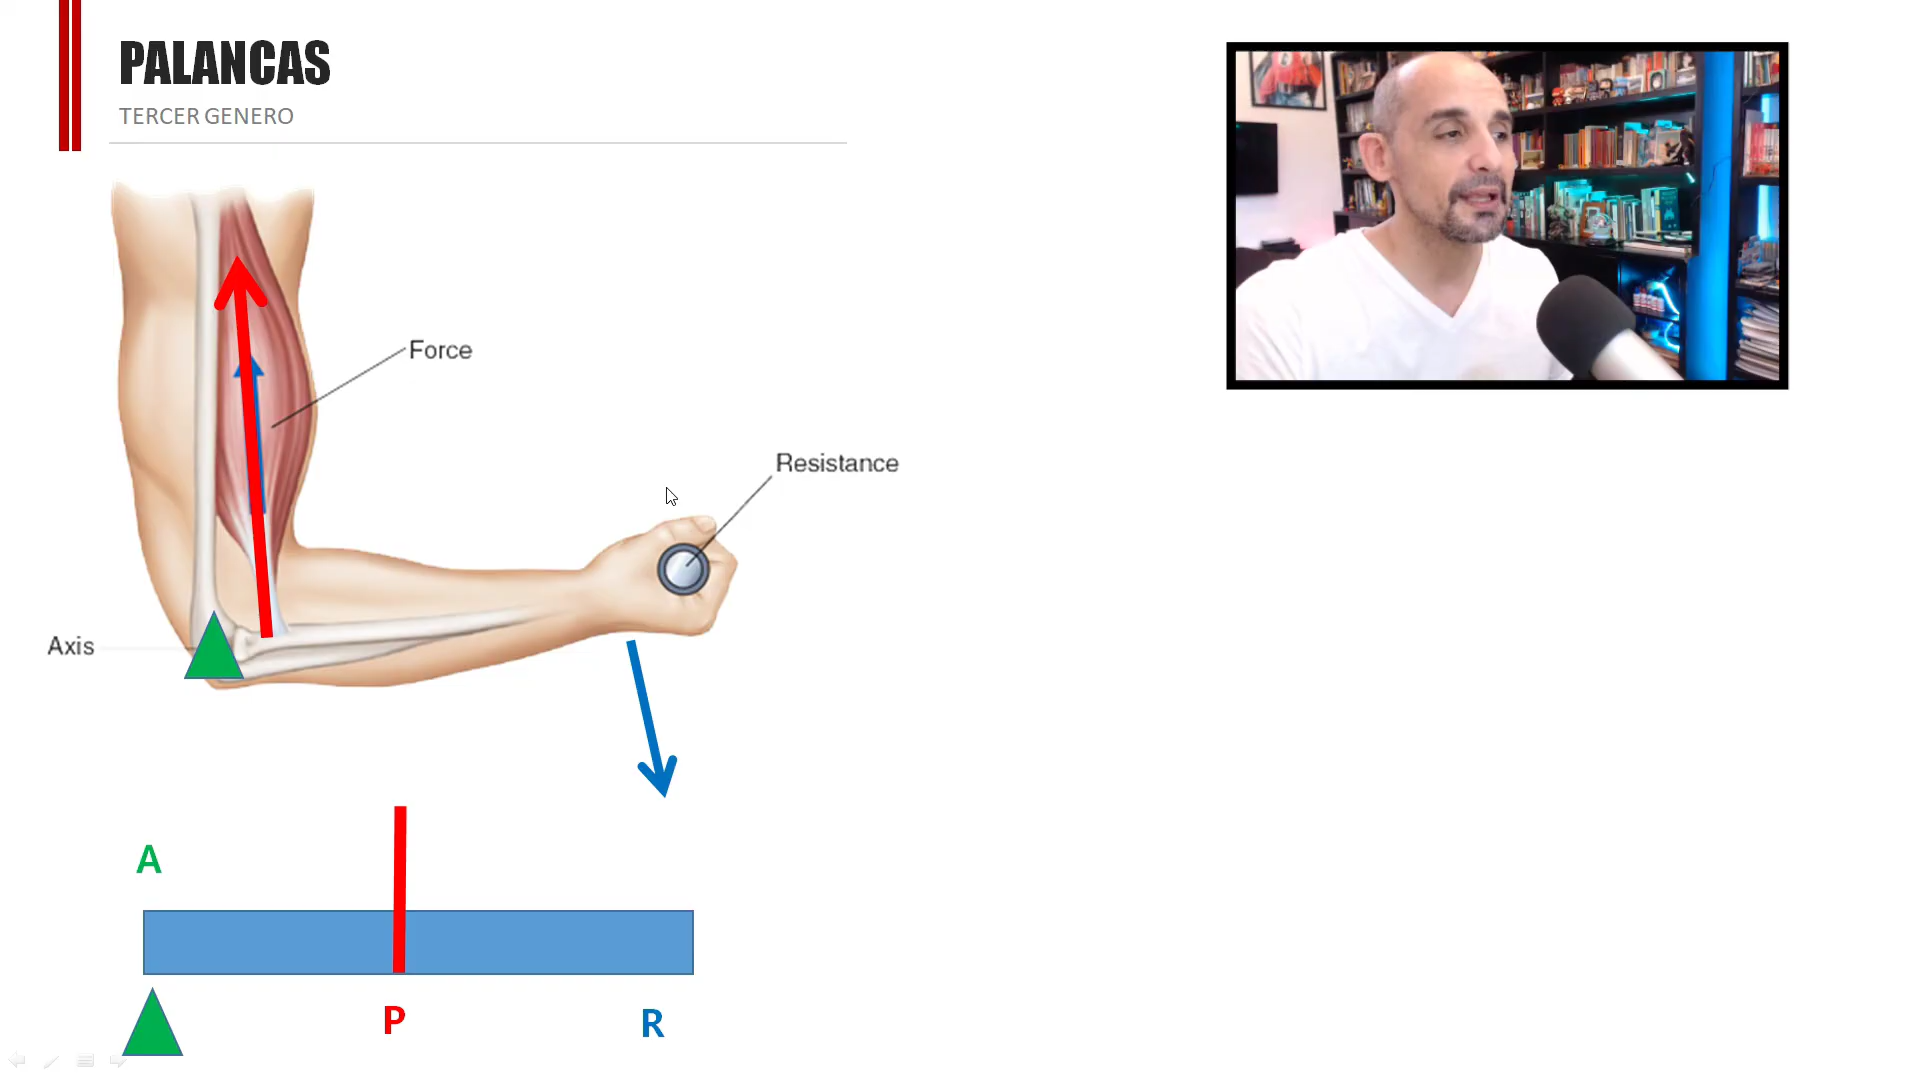 PALANCAS
TERCER GENERO
Force
Resistance
Axis
A
P
R